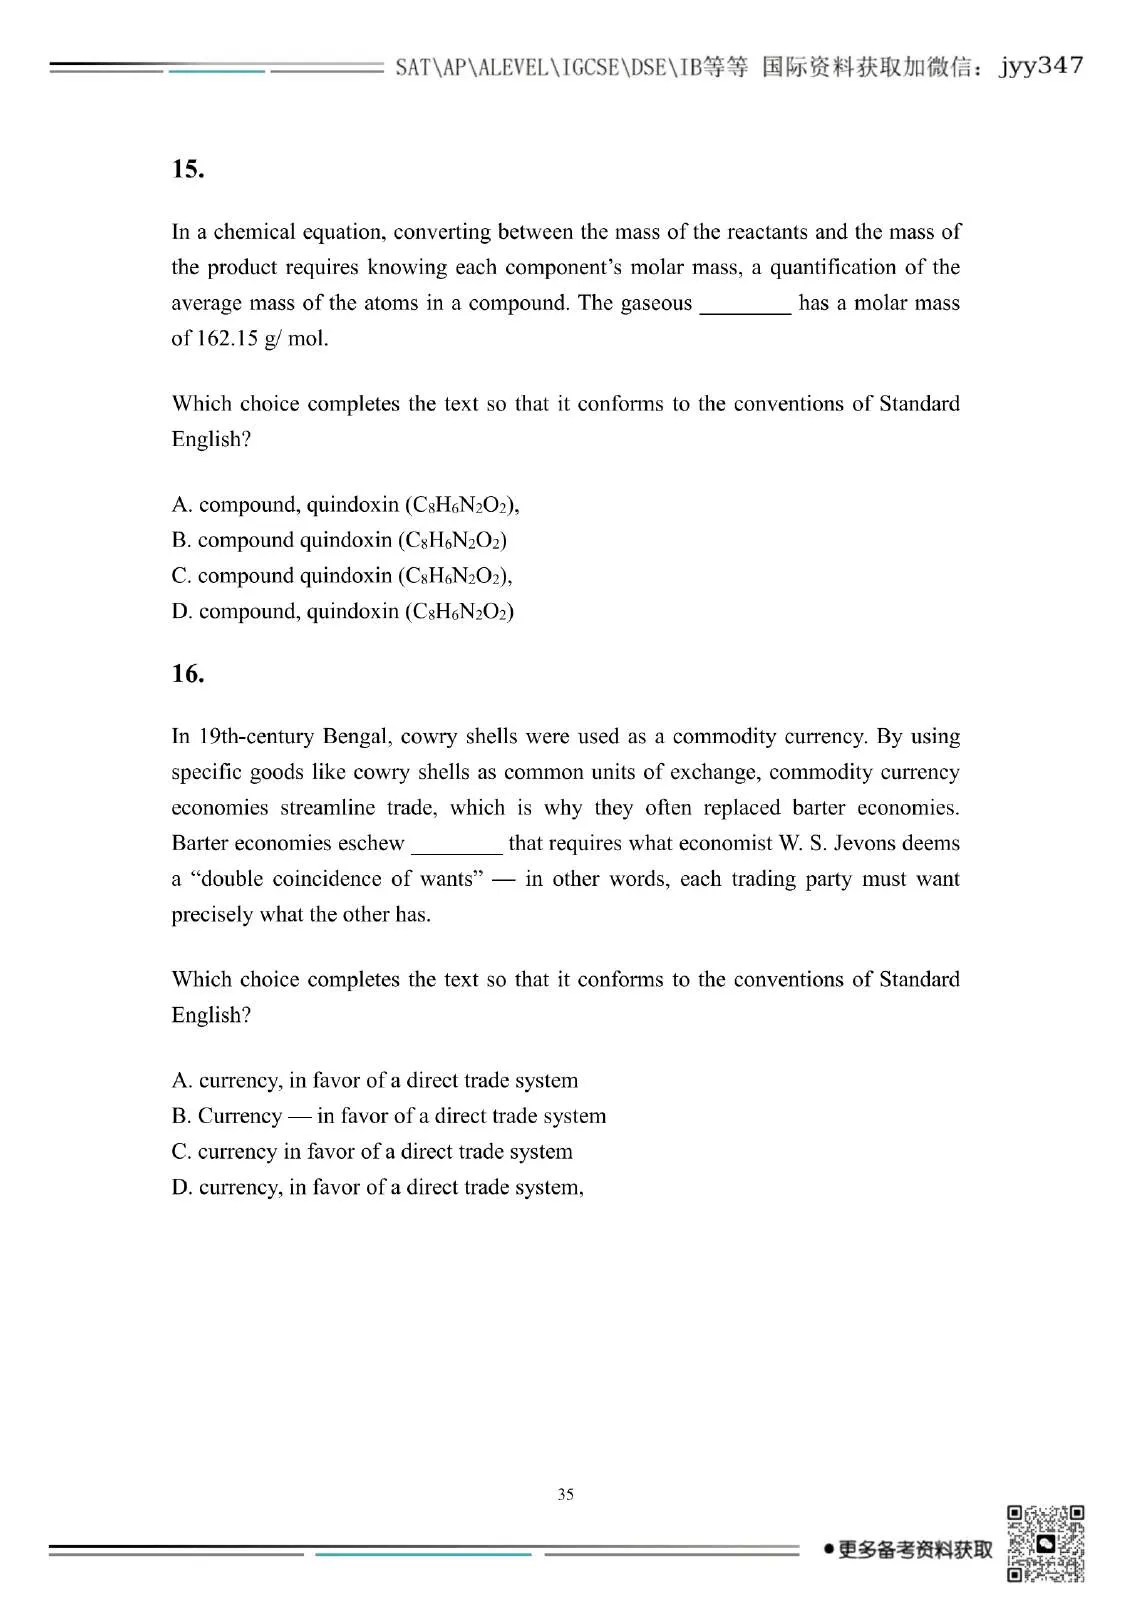 SAT\AP\ALEVEL\IGCSE\DSE\IB等等 国际资料获取加微信：jyy347
15.
In a chemical equation, converting between the mass of the reactants and the mass of
the product requires knowing each component’s molar mass, a quantification of the
average mass of the atoms in a compound. The gaseous ________ has a molar mass
of 162.15 g/ mol.
Which choice completes the text so that it conforms to the conventions of Standard
English?
A. compound, quindoxin (C₈H₆N₂O₂),
B. compound quindoxin (C₈H₆N₂O₂)
C. compound quindoxin (C₈H₆N₂O₂),
D. compound, quindoxin (C₈H₆N₂O₂)
16.
In 19th-century Bengal, cowry shells were used as a commodity currency. By using
specific goods like cowry shells as common units of exchange, commodity currency
economies streamline trade, which is why they often replaced barter economies.
Barter economies eschew ________ that requires what economist W. S. Jevons deems
a “double coincidence of wants” — in other words, each trading party must want
precisely what the other has.
Which choice completes the text so that it conforms to the conventions of Standard
English?
A. currency, in favor of a direct trade system
B. Currency — in favor of a direct trade system
C. currency in favor of a direct trade system
D. currency, in favor of a direct trade system,
35
●更多备考资料获取